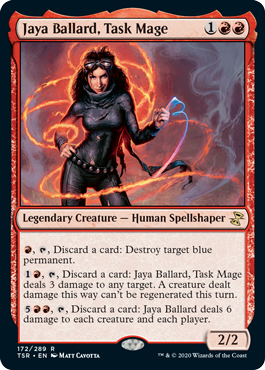 Jaya Ballard, Task Mage 1
Legendary Creature — Human Spellshaper
, , Discard a card: Destroy target blue
permanent.
1 , , Discard a card: Jaya Ballard, Task Mage
deals 3 damage to any target. A creature dealt
damage this way can't be regenerated this turn.
5 , , Discard a card: Jaya Ballard deals 6
damage to each creature and each player.
2/2
172/289 R
TSR • EN Matt Cavotta
™ & © 2020 Wizards of the Coast